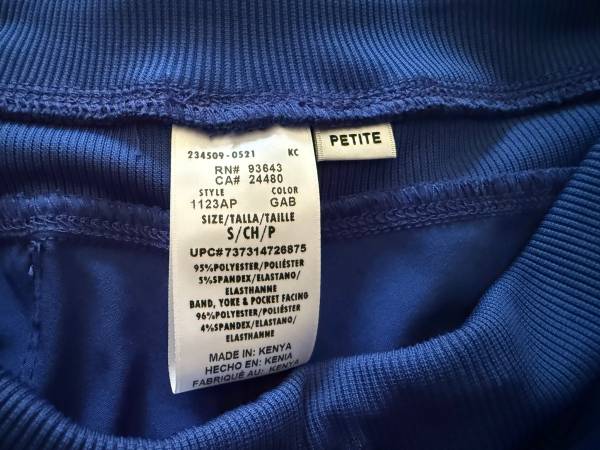 PETITE
234509-0521 KC
RN# 93643
CA# 24480
STYLE COLOR
1123AP GAB
SIZE/TALLA/TAILLE
S/CH/P
UPC#737314726875
95%POLYESTER/POLIÉSTER
5%SPANDEX/ELASTANO/
ELASTHANNE
BAND, YOKE & POCKET FACING
96%POLYESTER/POLIÉSTER
4%SPANDEX/ELASTANO/
ELASTHANNE
MADE IN: KENYA
HECHO EN: KENIA
FABRIQUÉ AU: KENYA